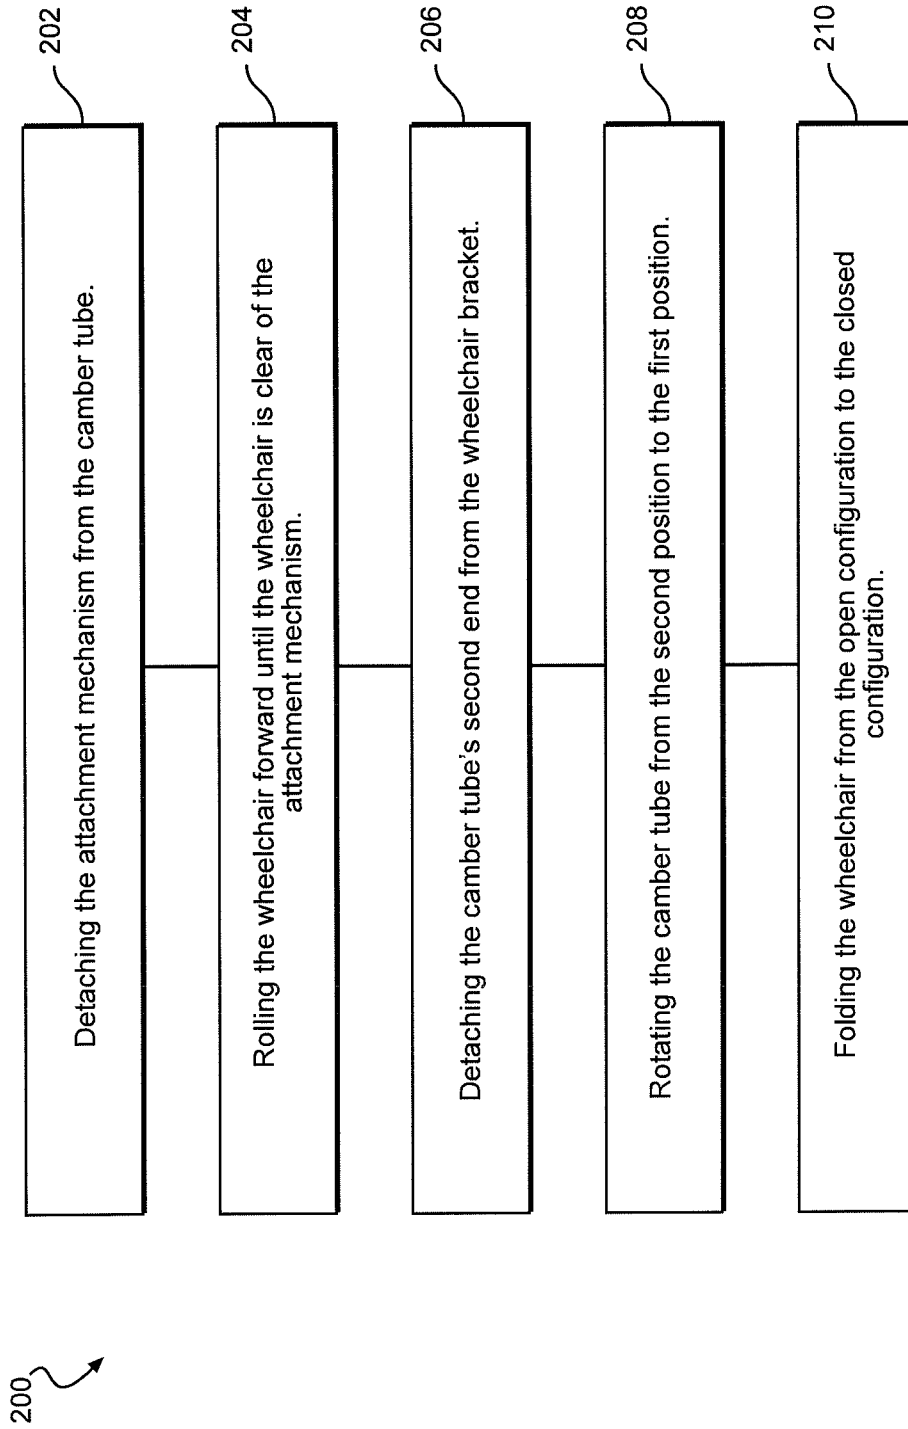 200
202
Detaching the attachment mechanism from the camber tube.
204
Rolling the wheelchair forward until the wheelchair is clear of the
attachment mechanism.
206
Detaching the camber tube's second end from the wheelchair bracket.
208
Rotating the camber tube from the second position to the first position.
210
Folding the wheelchair from the open configuration to the closed
configuration.